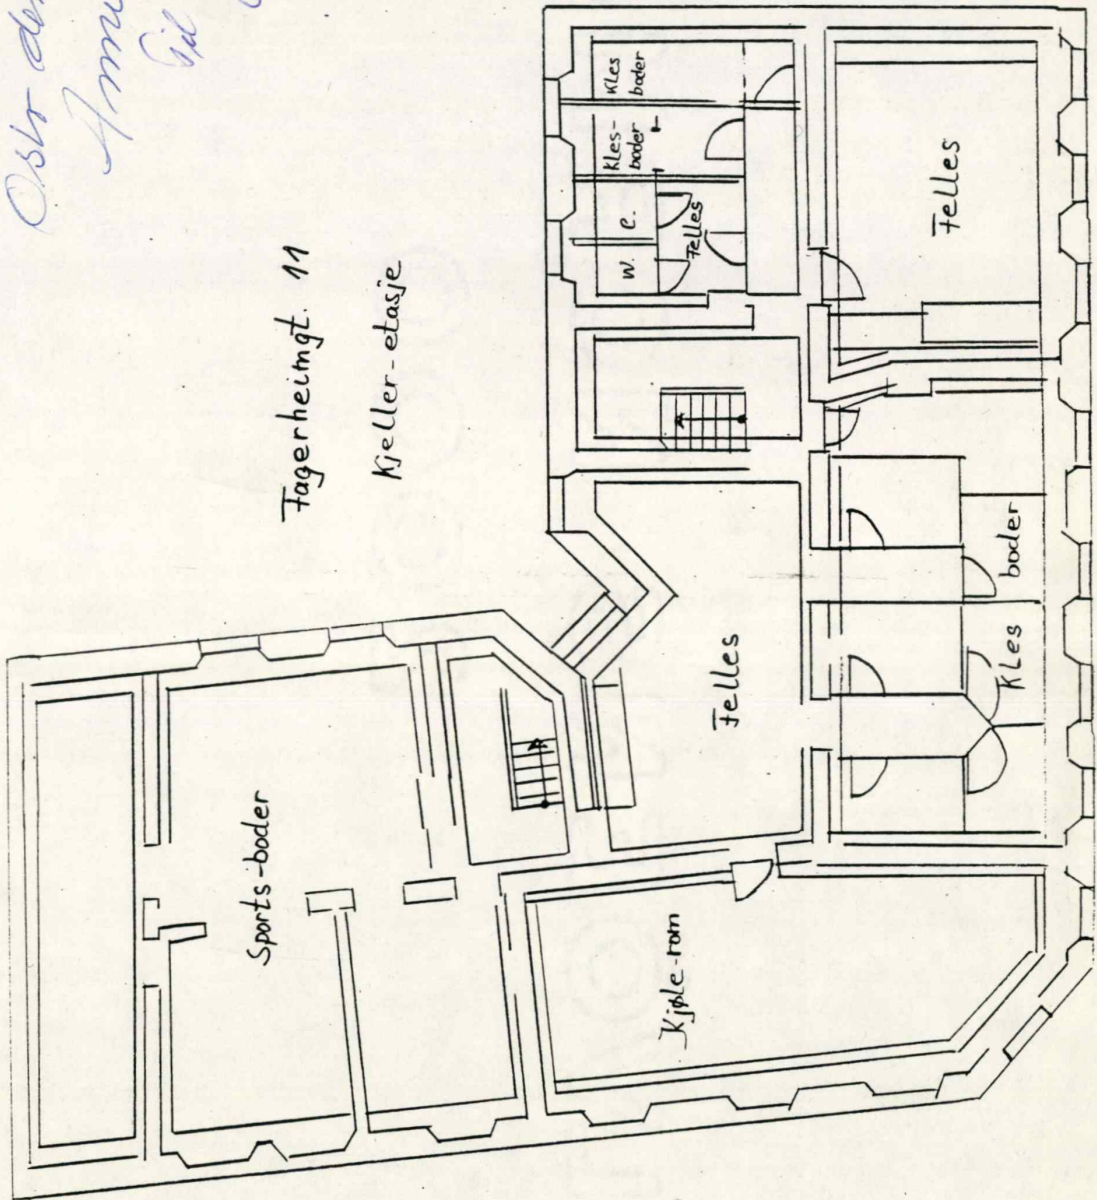 Fagerheimgt. 11
Kjeller-etasje
Kles
boder
Kles-
boder
W. C.
Felles
Felles
Sports-boder
Felles
Kles boder
Kjøle-rom